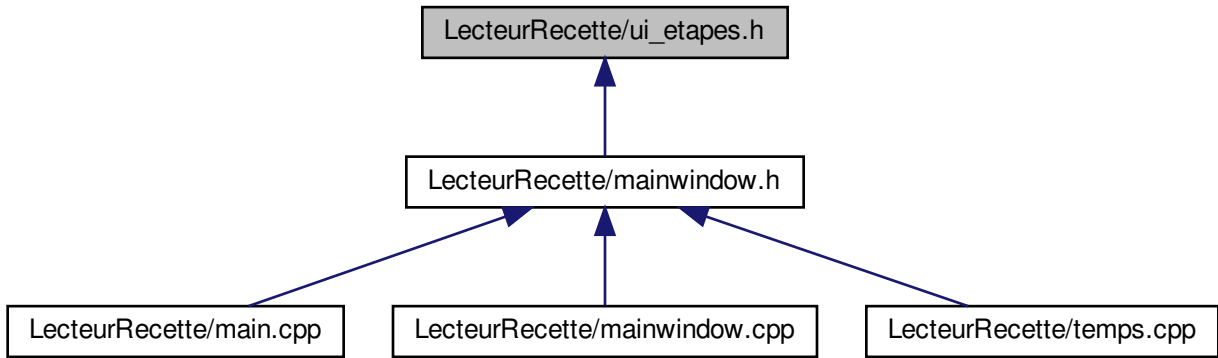 LecteurRecette/ui_etapes.h
LecteurRecette/mainwindow.h
LecteurRecette/main.cpp
LecteurRecette/mainwindow.cpp
LecteurRecette/temps.cpp